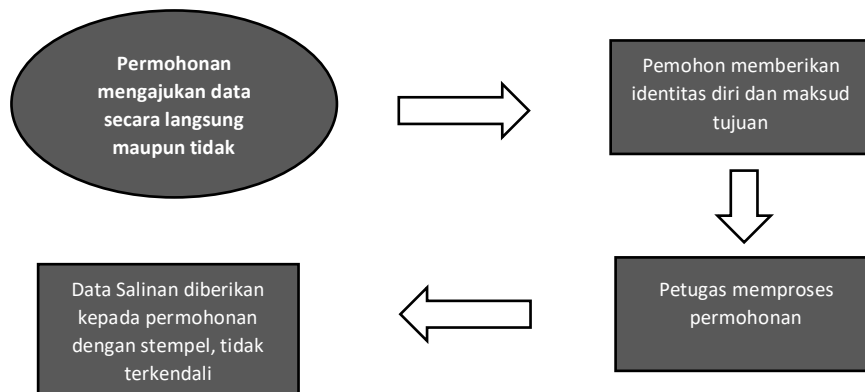 Permohonan
mengajukan data
secara langsung
maupun tidak
Pemohon memberikan
identitas diri dan maksud
tujuan
Petugas memproses
permohonan
Data Salinan diberikan
kepada permohonan
dengan stempel, tidak
terkendali